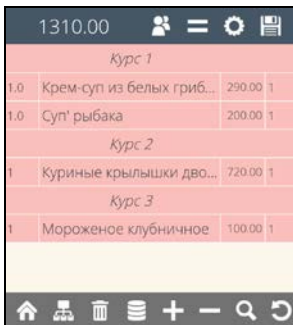 1310.00
Курс 1
1.0 Крем-суп из белых гриб... 290.00 1
1.0 Суп' рыбака 200.00 1
Курс 2
1 Куриные крылышки дво... 720.00 1
Курс 3
1 Мороженое клубничное 100.00 1